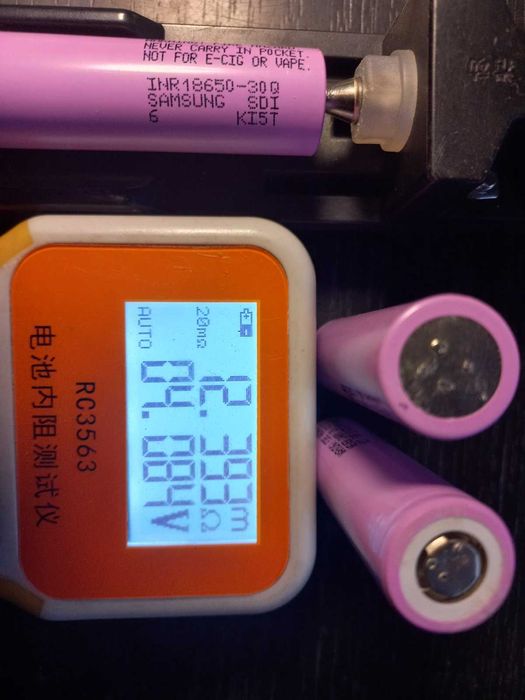 NEVER CARRY IN POCKET.
NOT FOR E-CIG OR VAPE.
INR18650-30Q
SAMSUNG SDI
6 KI5T
20mΩ
AUTO
12.393mΩ
04.084V
RC3563
电池内阻测试仪